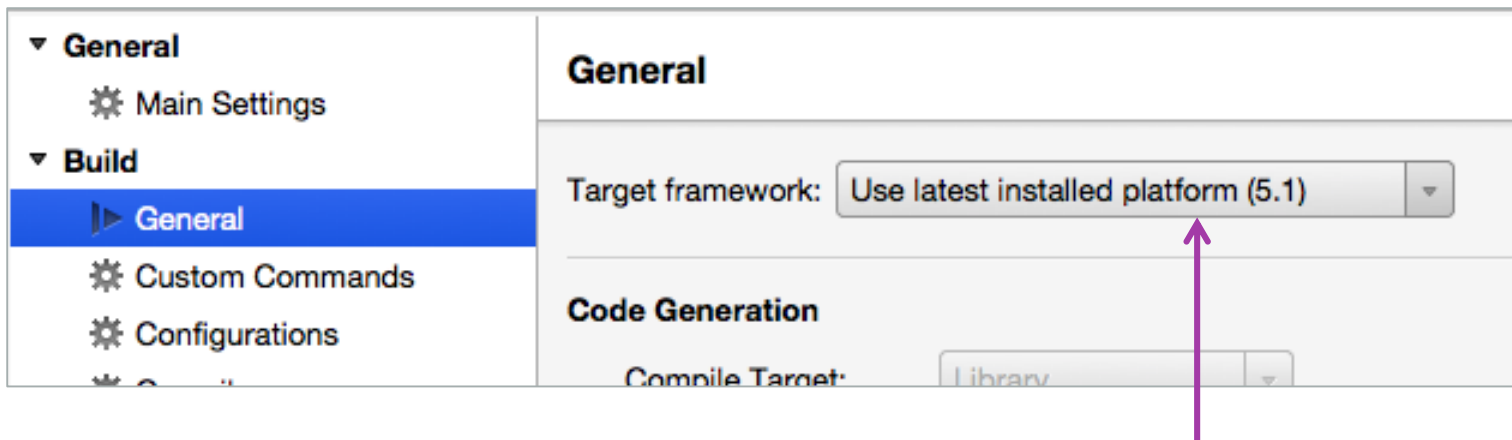 General
Main Settings
Build
General
Custom Commands
Configurations
General
Target framework: Use latest installed platform (5.1)
Code Generation
Compile Target: Library